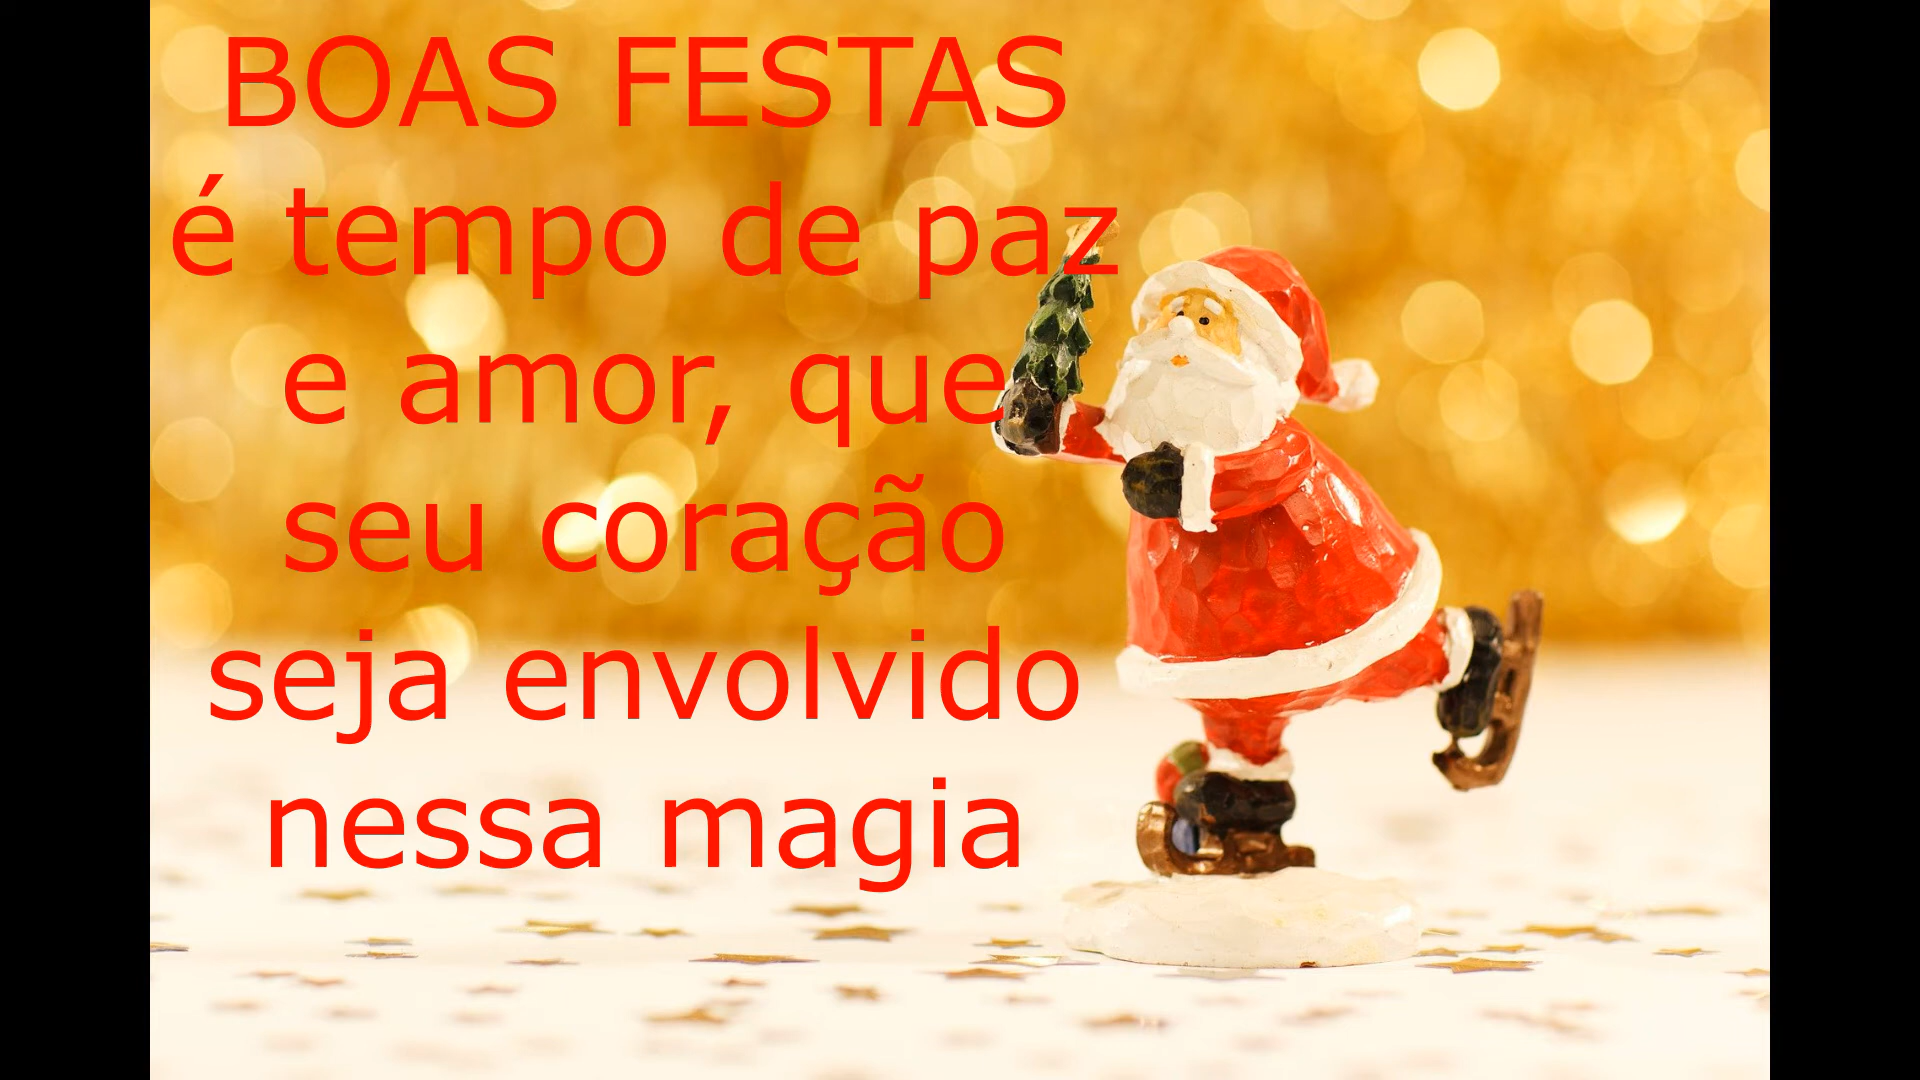 BOAS FESTAS
é tempo de paz
e amor, que
seu coração
seja envolvido
nessa magia